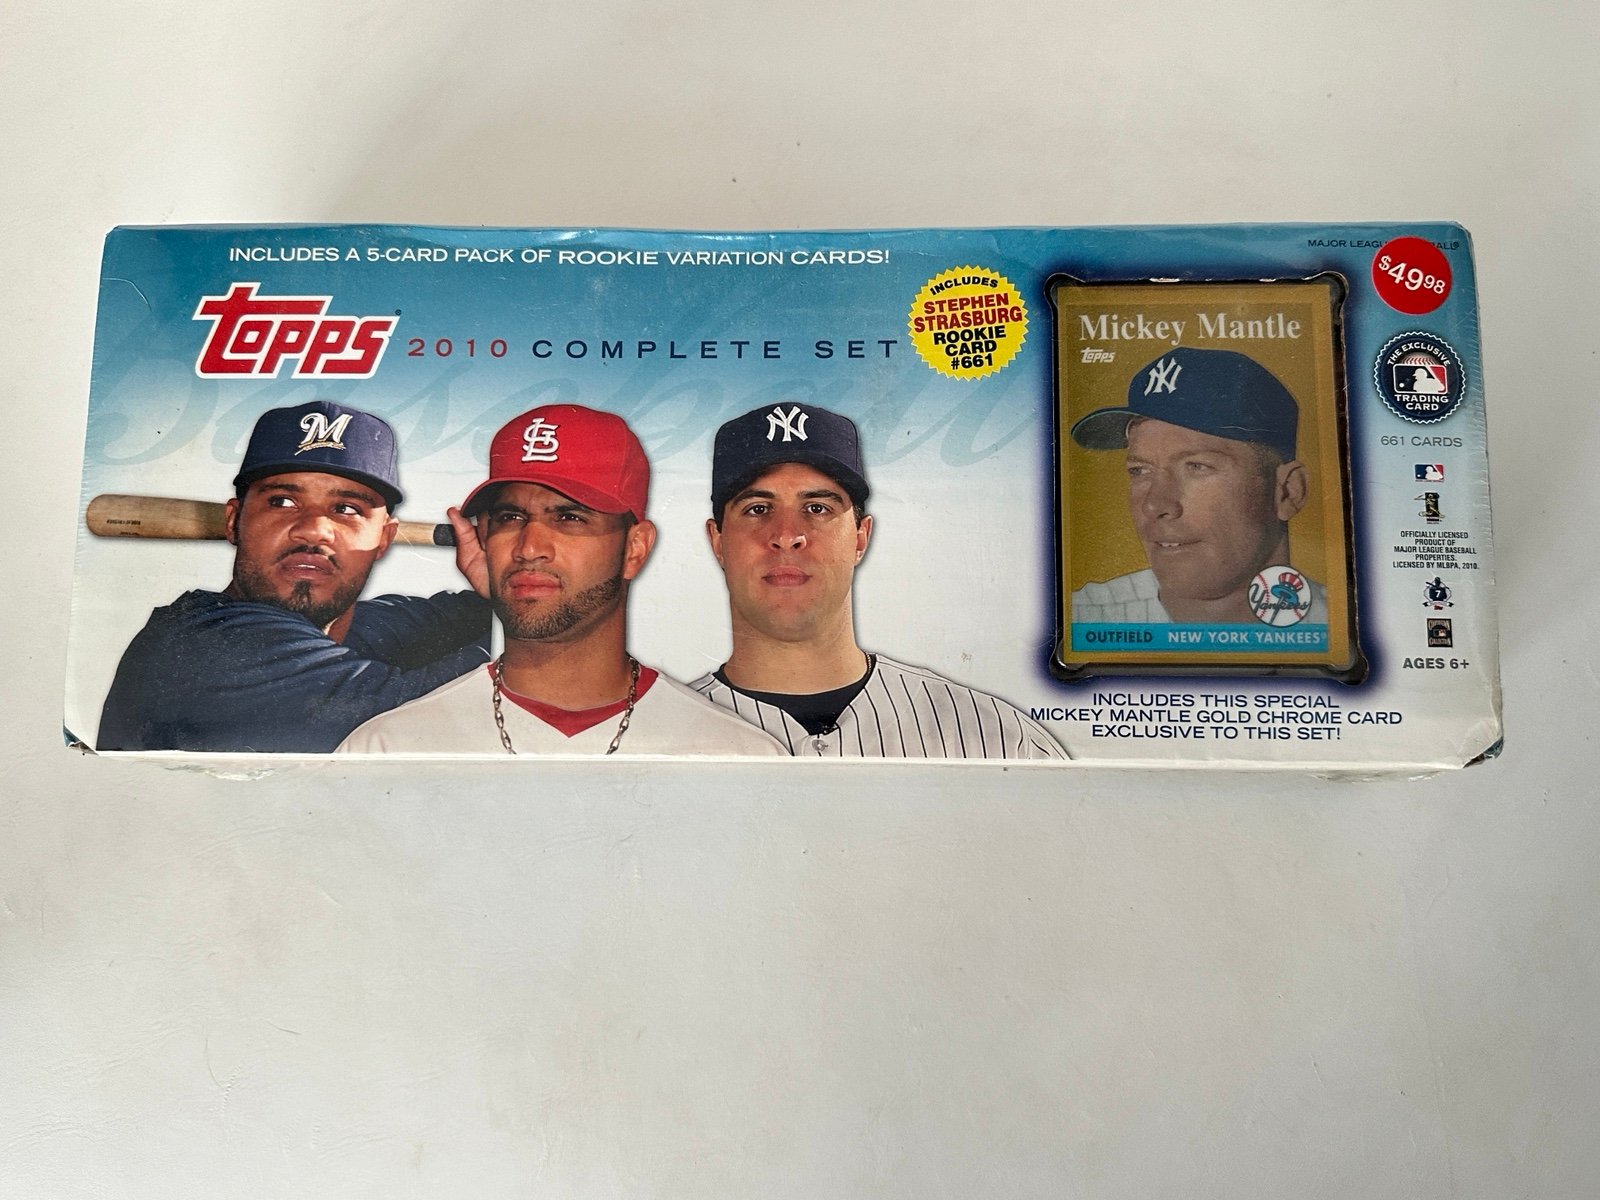 INCLUDES A 5-CARD PACK OF ROOKIE VARIATION CARDS!
Topps®
2010 COMPLETE SET
INCLUDES
STEPHEN
STRASBURG
ROOKIE
CARD
#661
Mickey Mantle
Topps
NY
Yankees
OUTFIELD NEW YORK YANKEES®
INCLUDES THIS SPECIAL
MICKEY MANTLE GOLD CHROME CARD
EXCLUSIVE TO THIS SET!
MAJOR
$49.98
THE EXCLUSIVE
TRADING
CARD
661 CARDS
OFFICIALLY LICENSED
PRODUCT OF
MAJOR LEAGUE BASEBALL
PROPERTIES.
LICENSED BY MLBPA, 2010.
7
AGES 6+
M
STL
NY